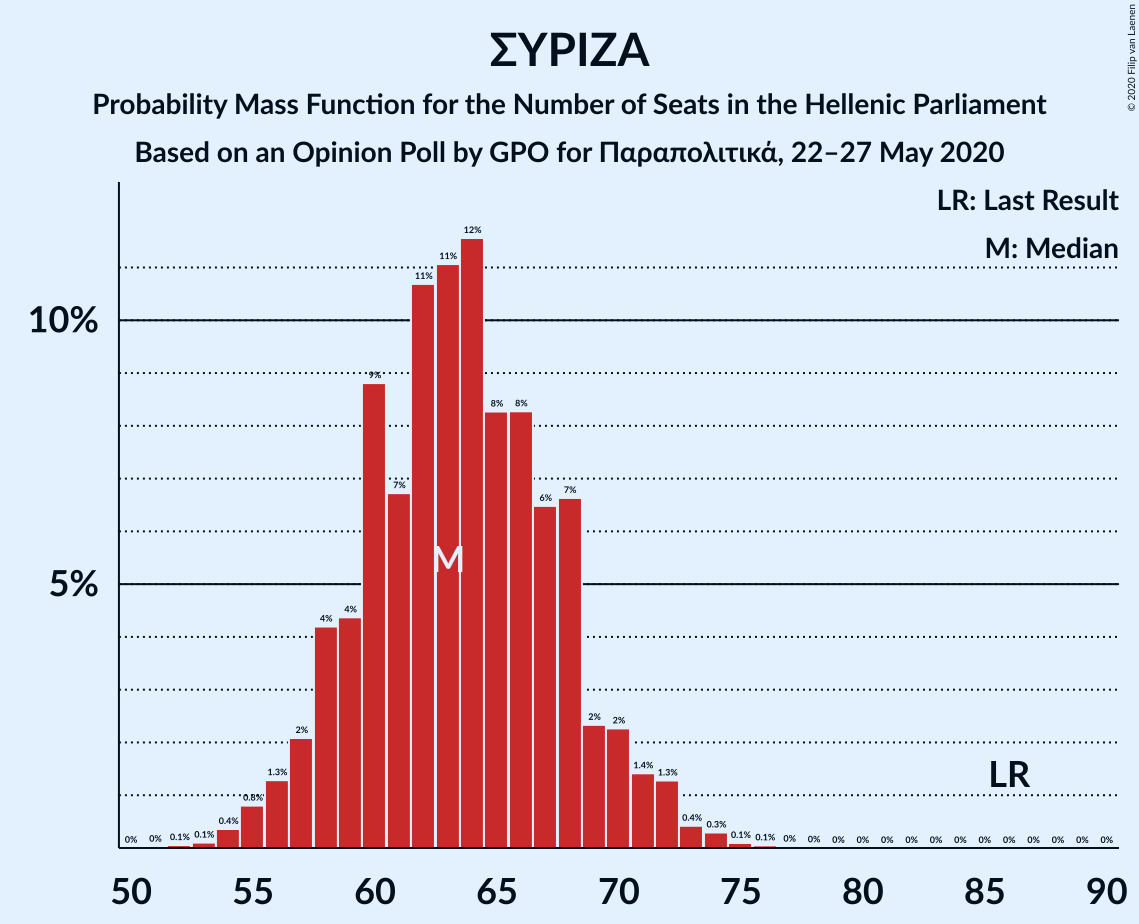 ΣΥΡΙΖΑ
Probability Mass Function for the Number of Seats in the Hellenic Parliament
Based on an Opinion Poll by GPO for Παραπολιτικά, 22–27 May 2020
© 2020 Filip van Laenen
LR: Last Result
M: Median
10%
5%
0% 0% 0.1% 0.1% 0.4% 0.8% 1.3% 2% 4% 4% 9% 7% 11% 11% 12% 8% 8% 6% 7% 2% 2% 1.4% 1.3% 0.4% 0.3% 0.1% 0.1% 0% 0% 0% 0% 0% 0% 0% 0% 0% 0% 0% 0% 0% 0%
M
LR
50 55 60 65 70 75 80 85 90